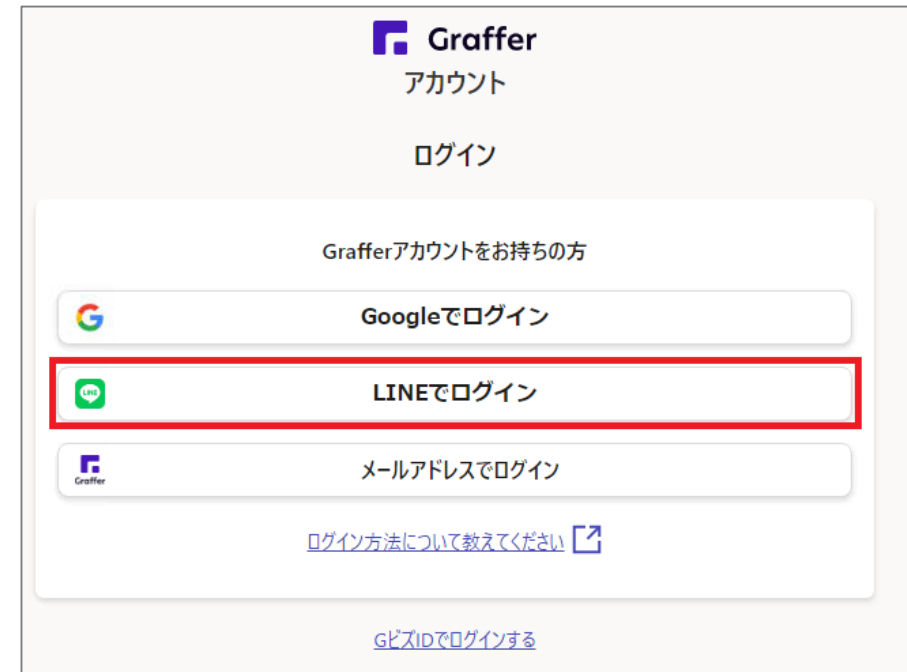 Graffer
アカウント
ログイン
Grafferアカウントをお持ちの方
Googleでログイン
LINE
LINEでログイン
Graffer
メールアドレスでログイン
ログイン方法について教えてください
GビズIDでログインする